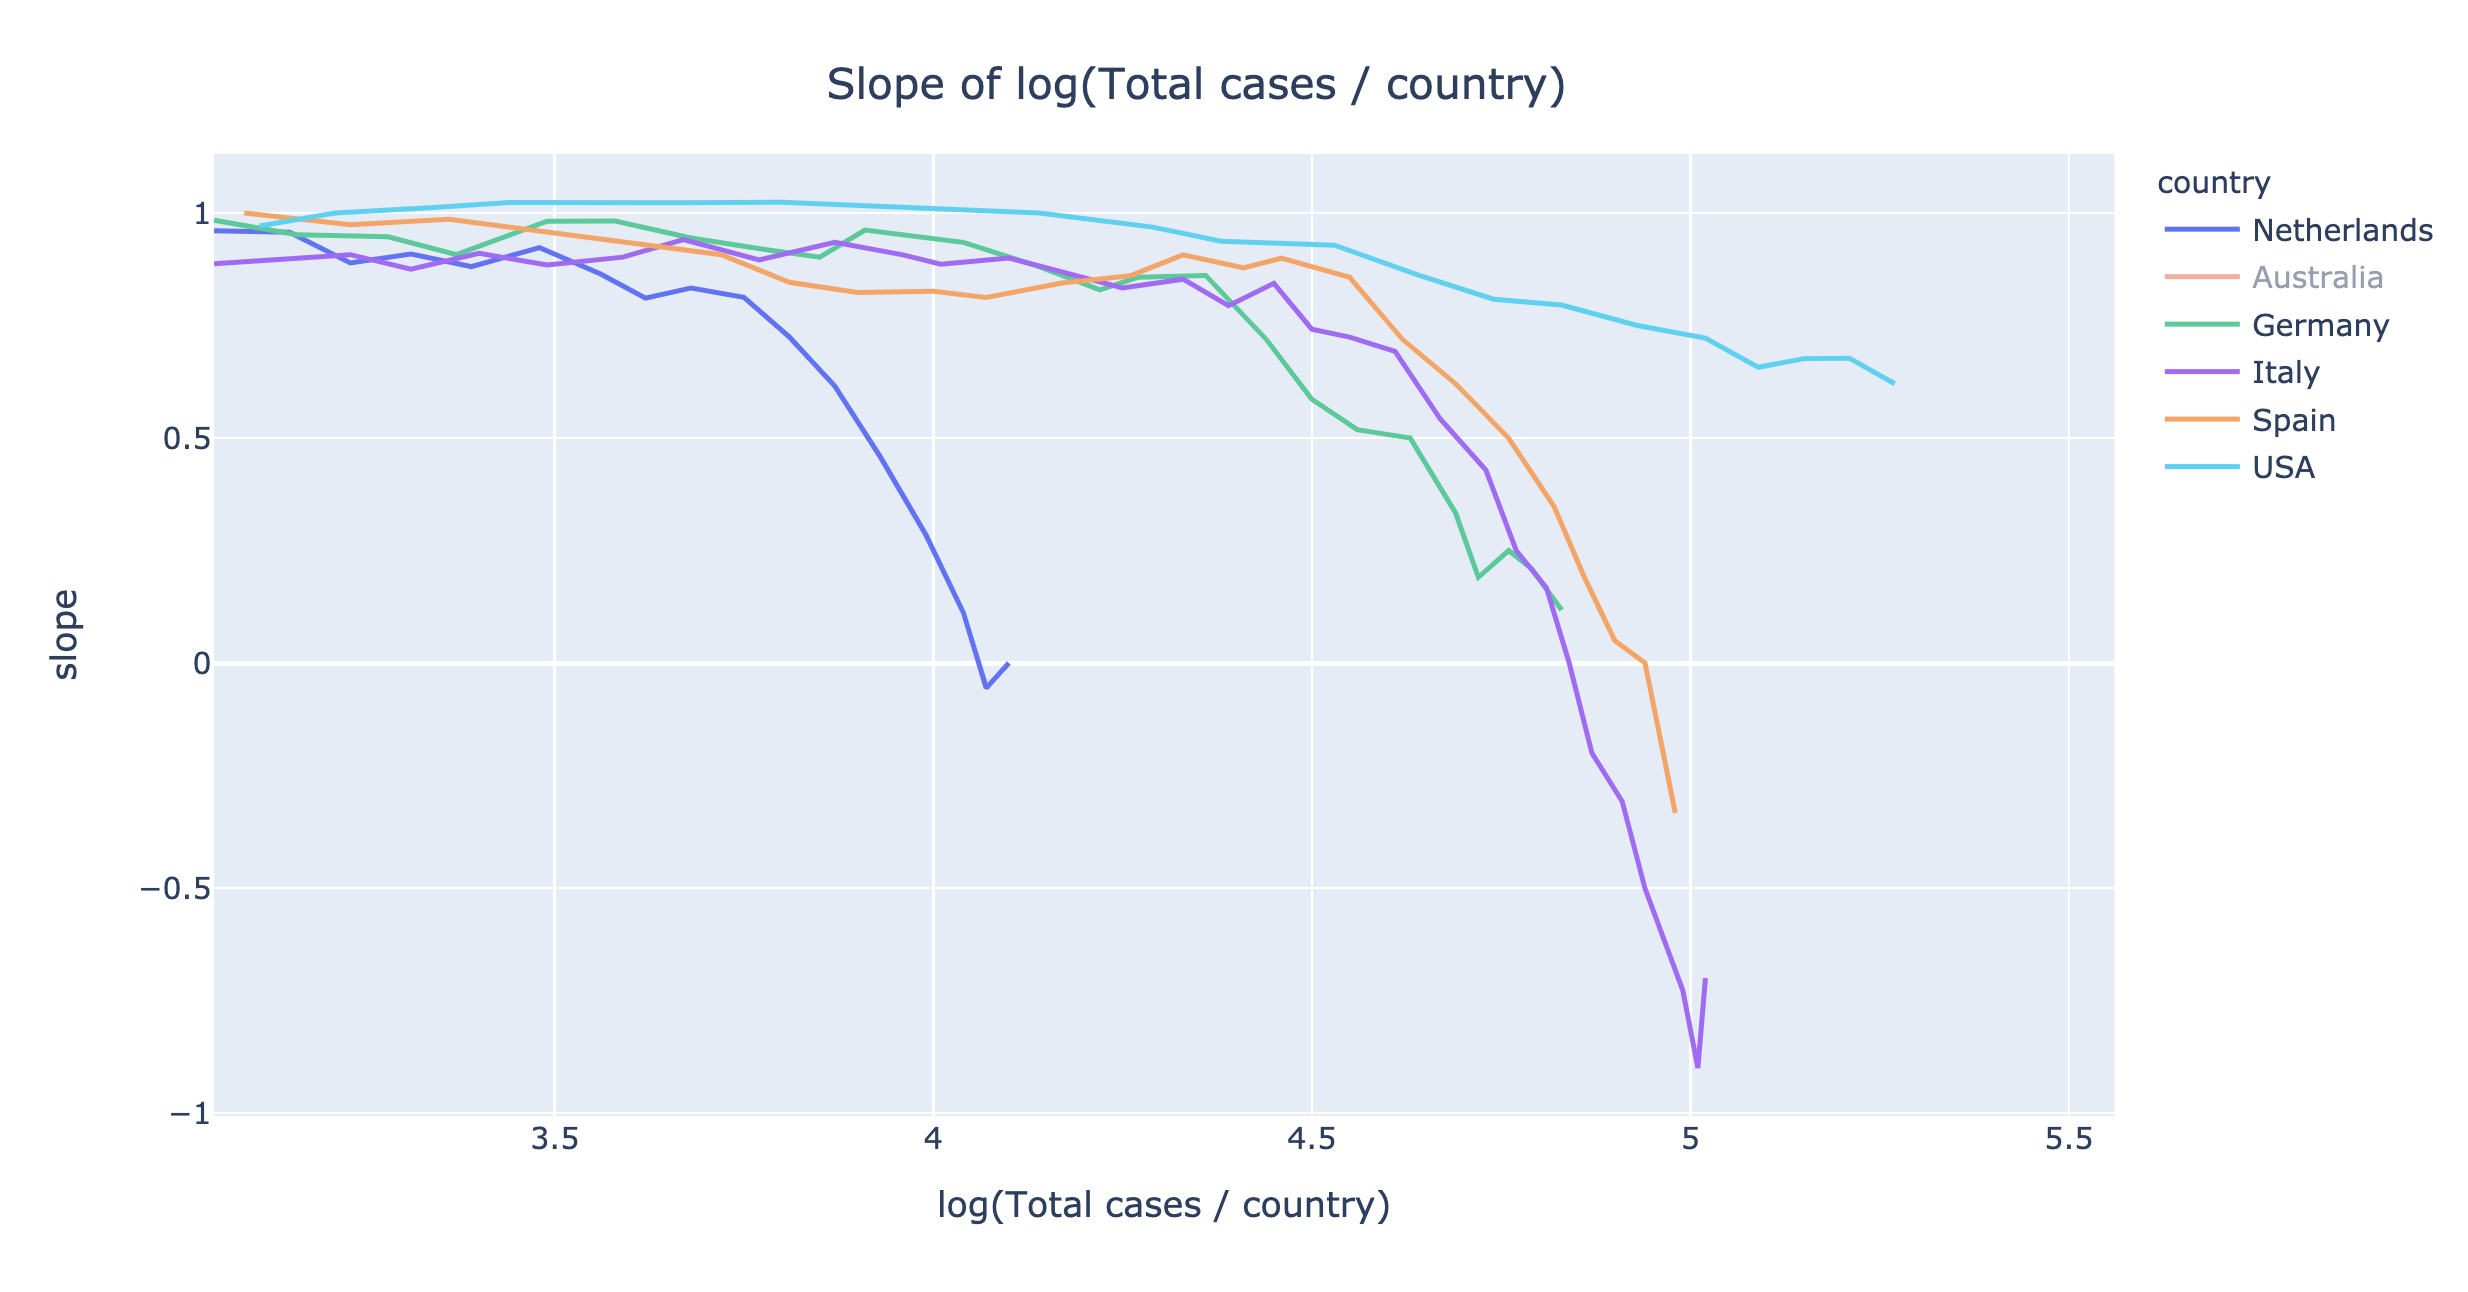 Slope of log(Total cases / country)
country
Netherlands
Australia
Germany
Italy
Spain
USA
1
0.5
0
−0.5
−1
slope
3.5
4
4.5
5
5.5
log(Total cases / country)